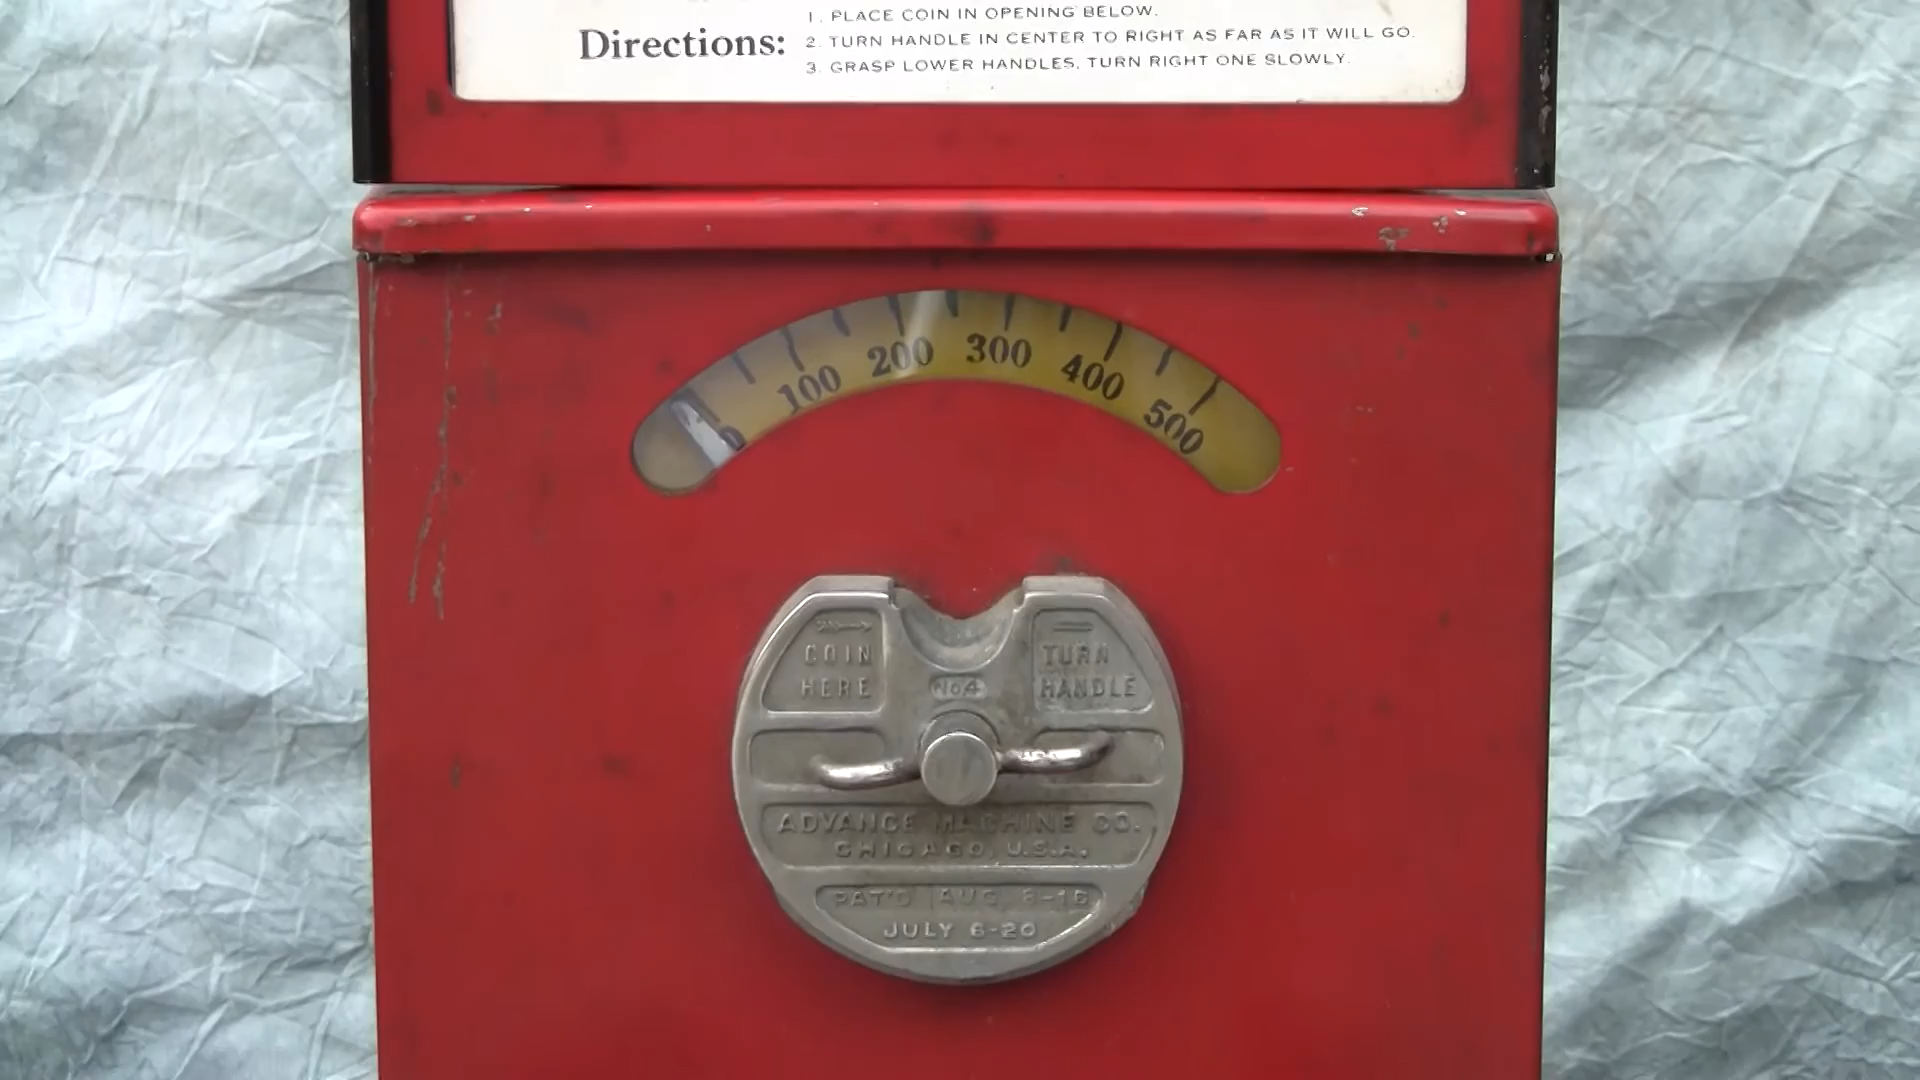 Directions:
1. PLACE COIN IN OPENING BELOW.
2. TURN HANDLE IN CENTER TO RIGHT AS FAR AS IT WILL GO.
3. GRASP LOWER HANDLES, TURN RIGHT ONE SLOWLY.
0 100 200 300 400 500
COIN
HERE
No4
TURN
HANDLE
ADVANCE MACHINE CO.
CHICAGO, U.S.A.
PAT'D AUG. 8-16
JULY 6-20